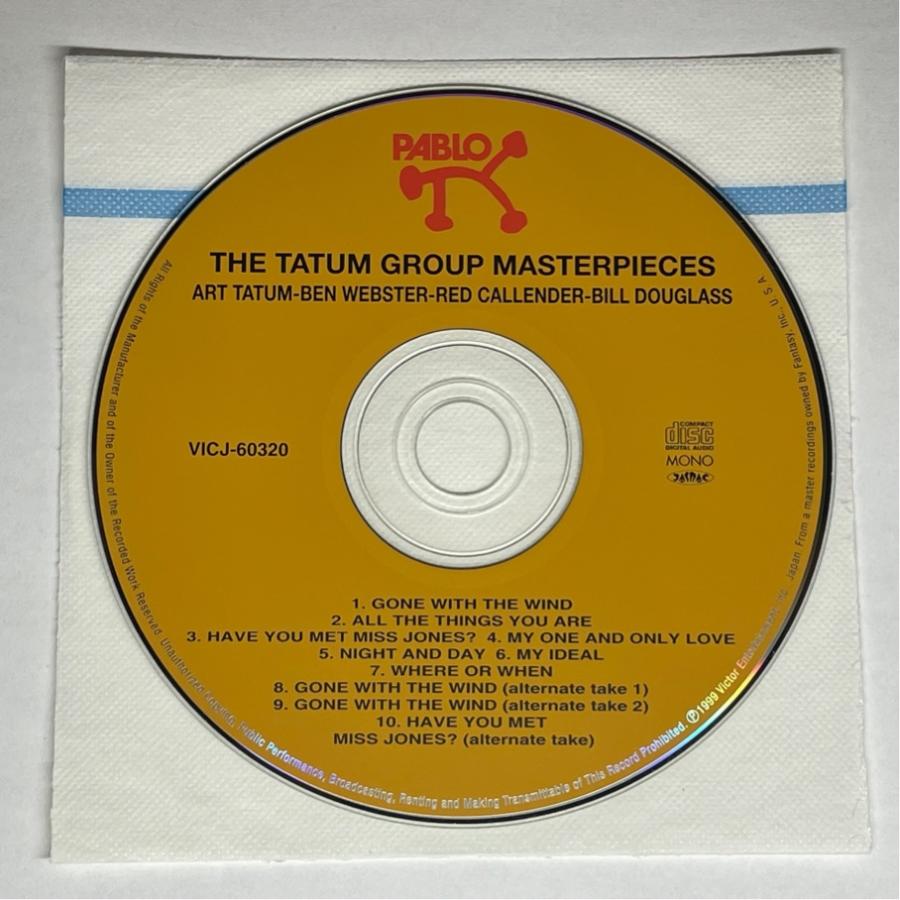 PABLO
THE TATUM GROUP MASTERPIECES
ART TATUM-BEN WEBSTER-RED CALLENDER-BILL DOUGLASS
VICJ-60320
COMPACT
disc
DIGITAL AUDIO
MONO
JASRAC
1. GONE WITH THE WIND
2. ALL THE THINGS YOU ARE
3. HAVE YOU MET MISS JONES? 4. MY ONE AND ONLY LOVE
5. NIGHT AND DAY 6. MY IDEAL
7. WHERE OR WHEN
8. GONE WITH THE WIND (alternate take 1)
9. GONE WITH THE WIND (alternate take 2)
10. HAVE YOU MET
MISS JONES? (alternate take)
All Rights of the Manufacturer and of the Owner of the Recorded Work Reserved. Unauthorized Copying, Public Performance, Broadcasting, Renting and Making Transmittable of This Record Prohibited. ℗1999 Victor Entertainment, Inc. Japan. From a master recordings owned by Fantasy, Inc. U. S. A